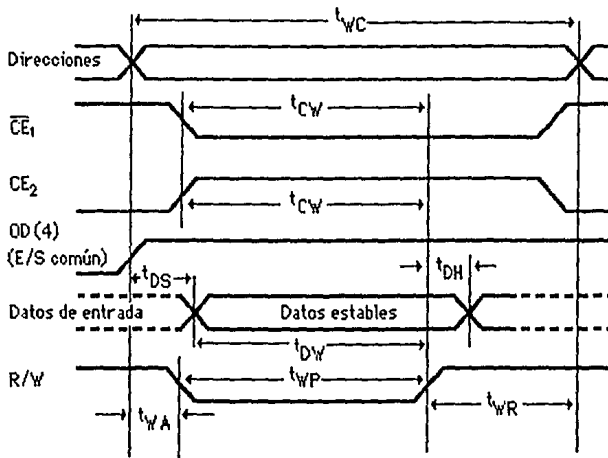 tWC
Direcciones
tCW
CE1
CE2
tCW
OD(4)
(E/S común)
tDS
tDH
Datos de entrada
Datos estables
tDW
R/W
tWP
tWA
tWR